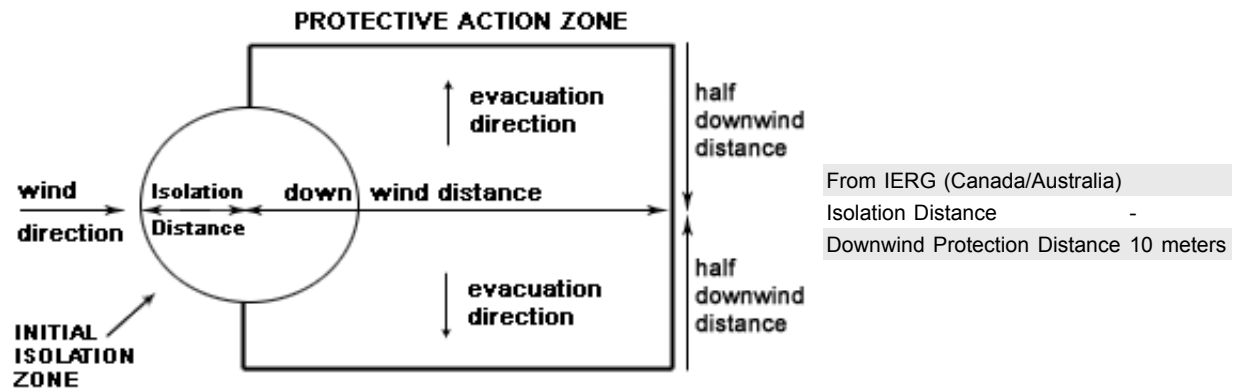 PROTECTIVE ACTION ZONE
evacuation
direction
half
downwind
distance
wind
direction
Isolation
Distance
down wind distance
evacuation
direction
half
downwind
distance
INITIAL
ISOLATION
ZONE
From IERG (Canada/Australia)
Isolation Distance -
Downwind Protection Distance 10 meters